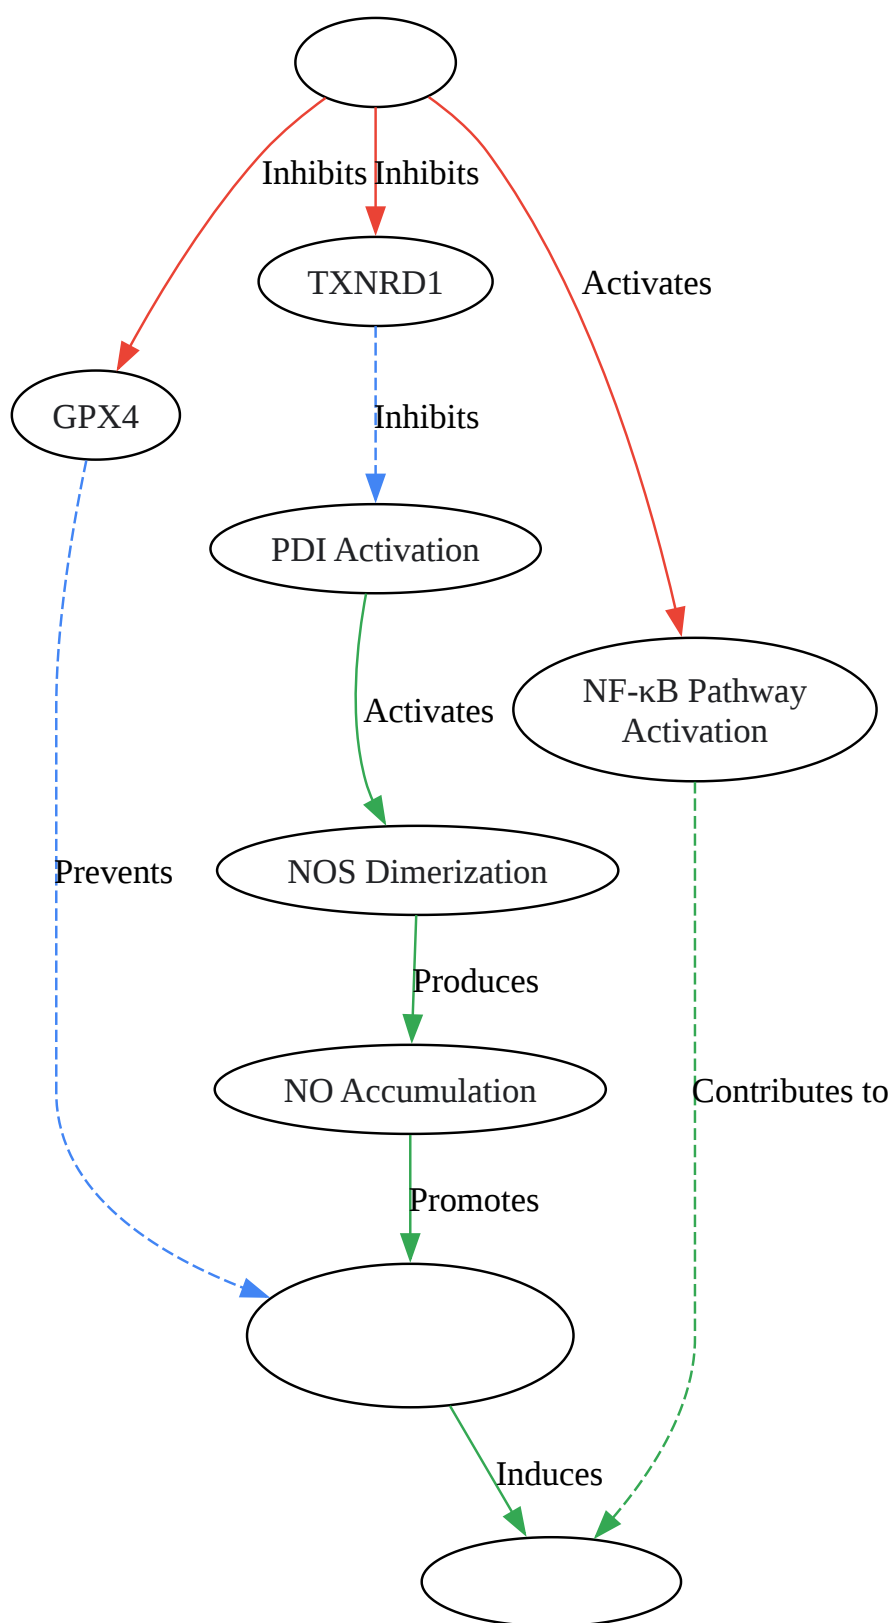 Inhibits
Inhibits
TXNRD1
Activates
GPX4
Inhibits
PDI Activation
NF-κB Pathway
Activation
Activates
Prevents
NOS Dimerization
Produces
NO Accumulation
Contributes to
Promotes
Induces